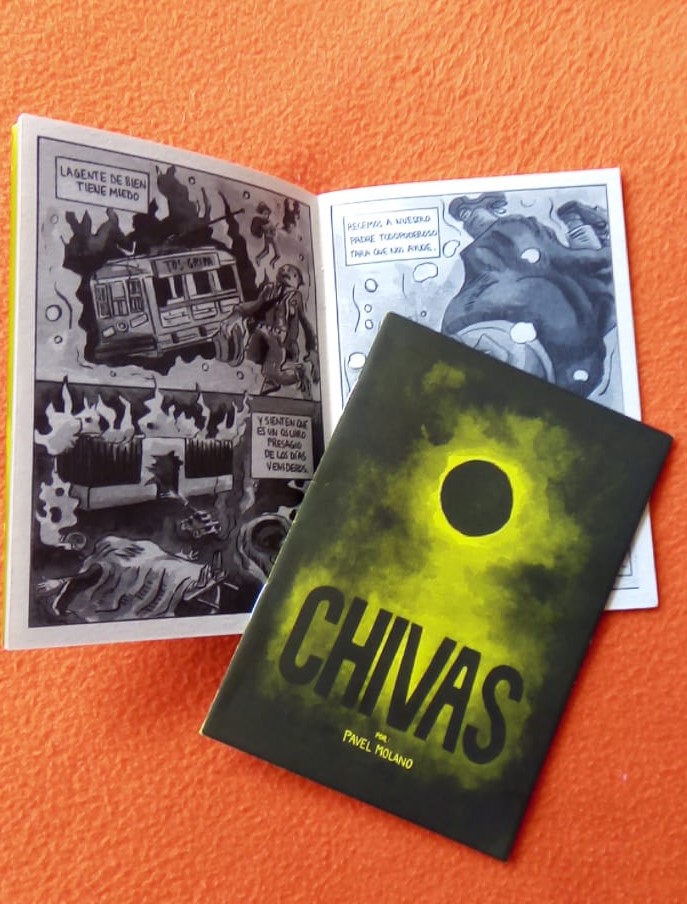 LA GENTE DE BIEN
TIENE MIEDO
Y SIENTEN QUE
ES UN OSCURO
PRESAGIO
DE LOS DÍAS
VENIDEROS.
RECEMOS A NUESTRO
PADRE TODOPODEROSO
PARA QUE NOS AYUDE.
CHIVAS
POR:
PAVEL MOLANO